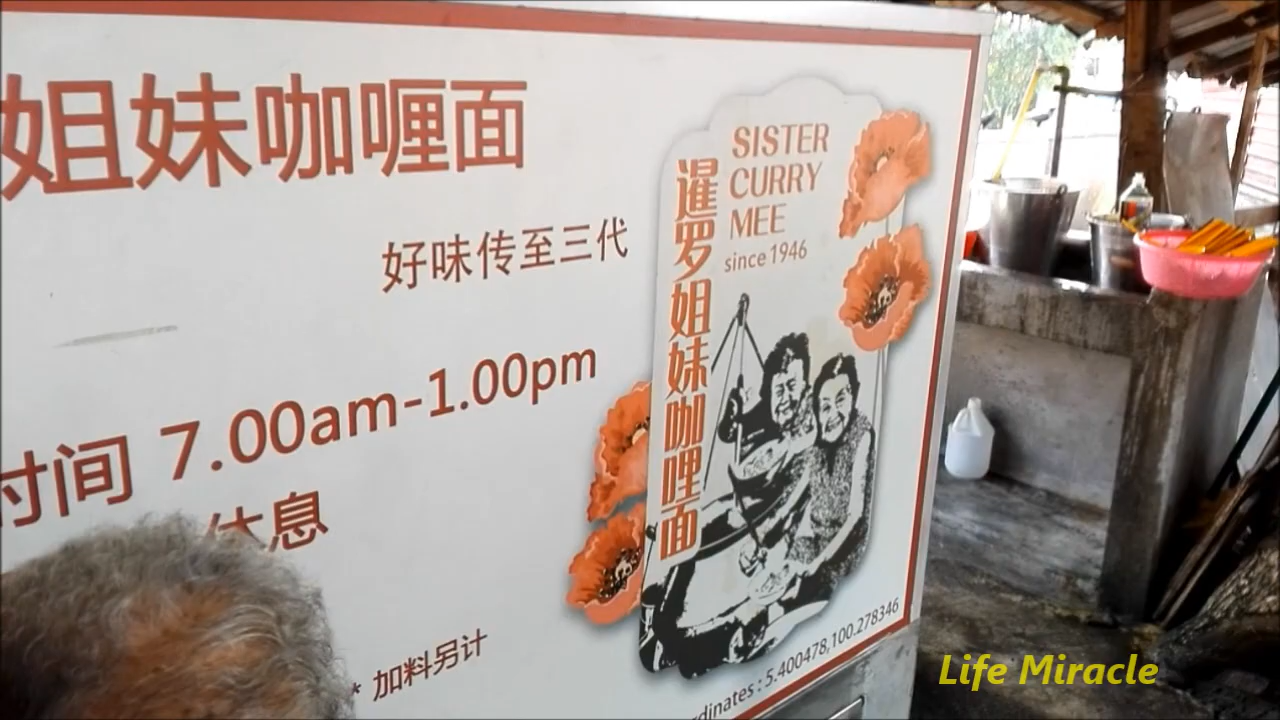 姐妹咖喱面
好味传至三代
时间 7.00am-1.00pm
休息
* 加料另计
SISTER
CURRY
MEE
since 1946
暹罗姐妹咖哩面
rdinates : 5.400478,100.278346
Life Miracle